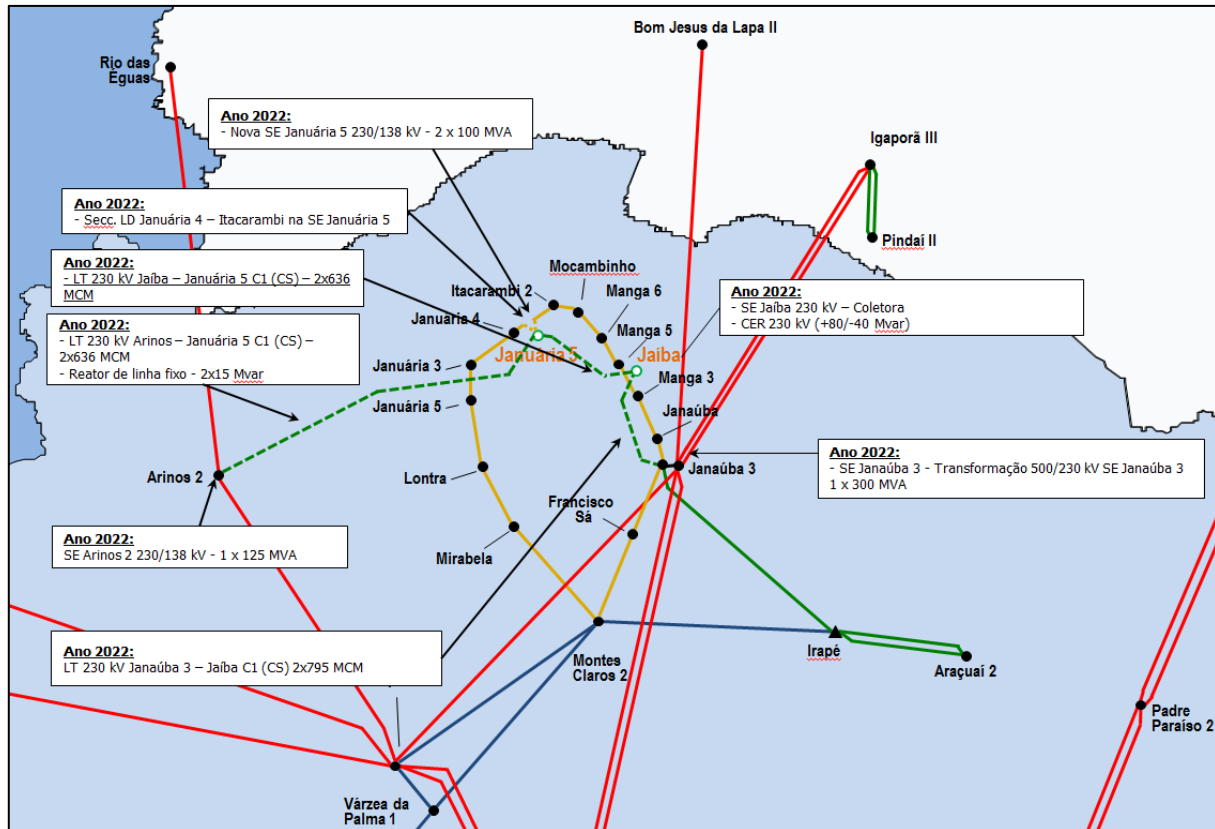 Bom Jesus da Lapa II
Rio das
Éguas
Ano 2022:
- Nova SE Januária 5 230/138 kV - 2 x 100 MVA
Igaporã III
Ano 2022:
- Secc. LD Januária 4 – Itacarambi na SE Januária 5
Pindaí II
Ano 2022:
- LT 230 kV Jaíba – Januária 5 C1 (CS) – 2x636
MCM
Mocambinho
Itacarambi 2
Manga 6
Ano 2022:
- SE Jaíba 230 kV – Coletora
- CER 230 kV (+80/-40 Mvar)
Januária 4
Manga 5
Ano 2022:
- LT 230 kV Arinos – Januária 5 C1 (CS) –
2x636 MCM
- Reator de linha fixo - 2x15 Mvar
Januária 5
Jaíba
Januária 3
Manga 3
Januária 5
Janaúba
Ano 2022:
- SE Janaúba 3 - Transformação 500/230 kV SE Janaúba 3
1 x 300 MVA
Arinos 2
Lontra
Janaúba 3
Francisco
Sá
Ano 2022:
SE Arinos 2 230/138 kV - 1 x 125 MVA
Mirabela
Ano 2022:
LT 230 kV Janaúba 3 – Jaíba C1 (CS) 2x795 MCM
Montes
Claros 2
Irapé
Araçuaí 2
Padre
Paraíso 2
Várzea da
Palma 1